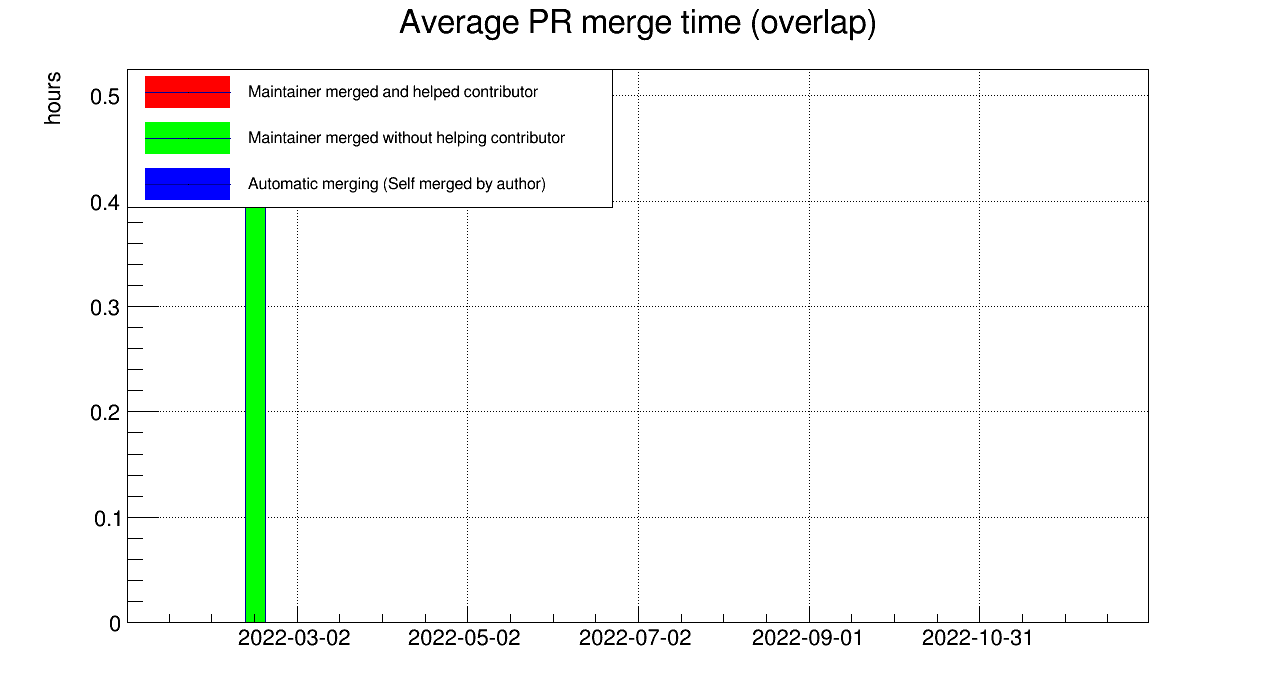 Average PR merge time (overlap)
hours
Maintainer merged and helped contributor
Maintainer merged without helping contributor
Automatic merging (Self merged by author)
0.5
0.4
0.3
0.2
0.1
0
2022-03-02 2022-05-02 2022-07-02 2022-09-01 2022-10-31